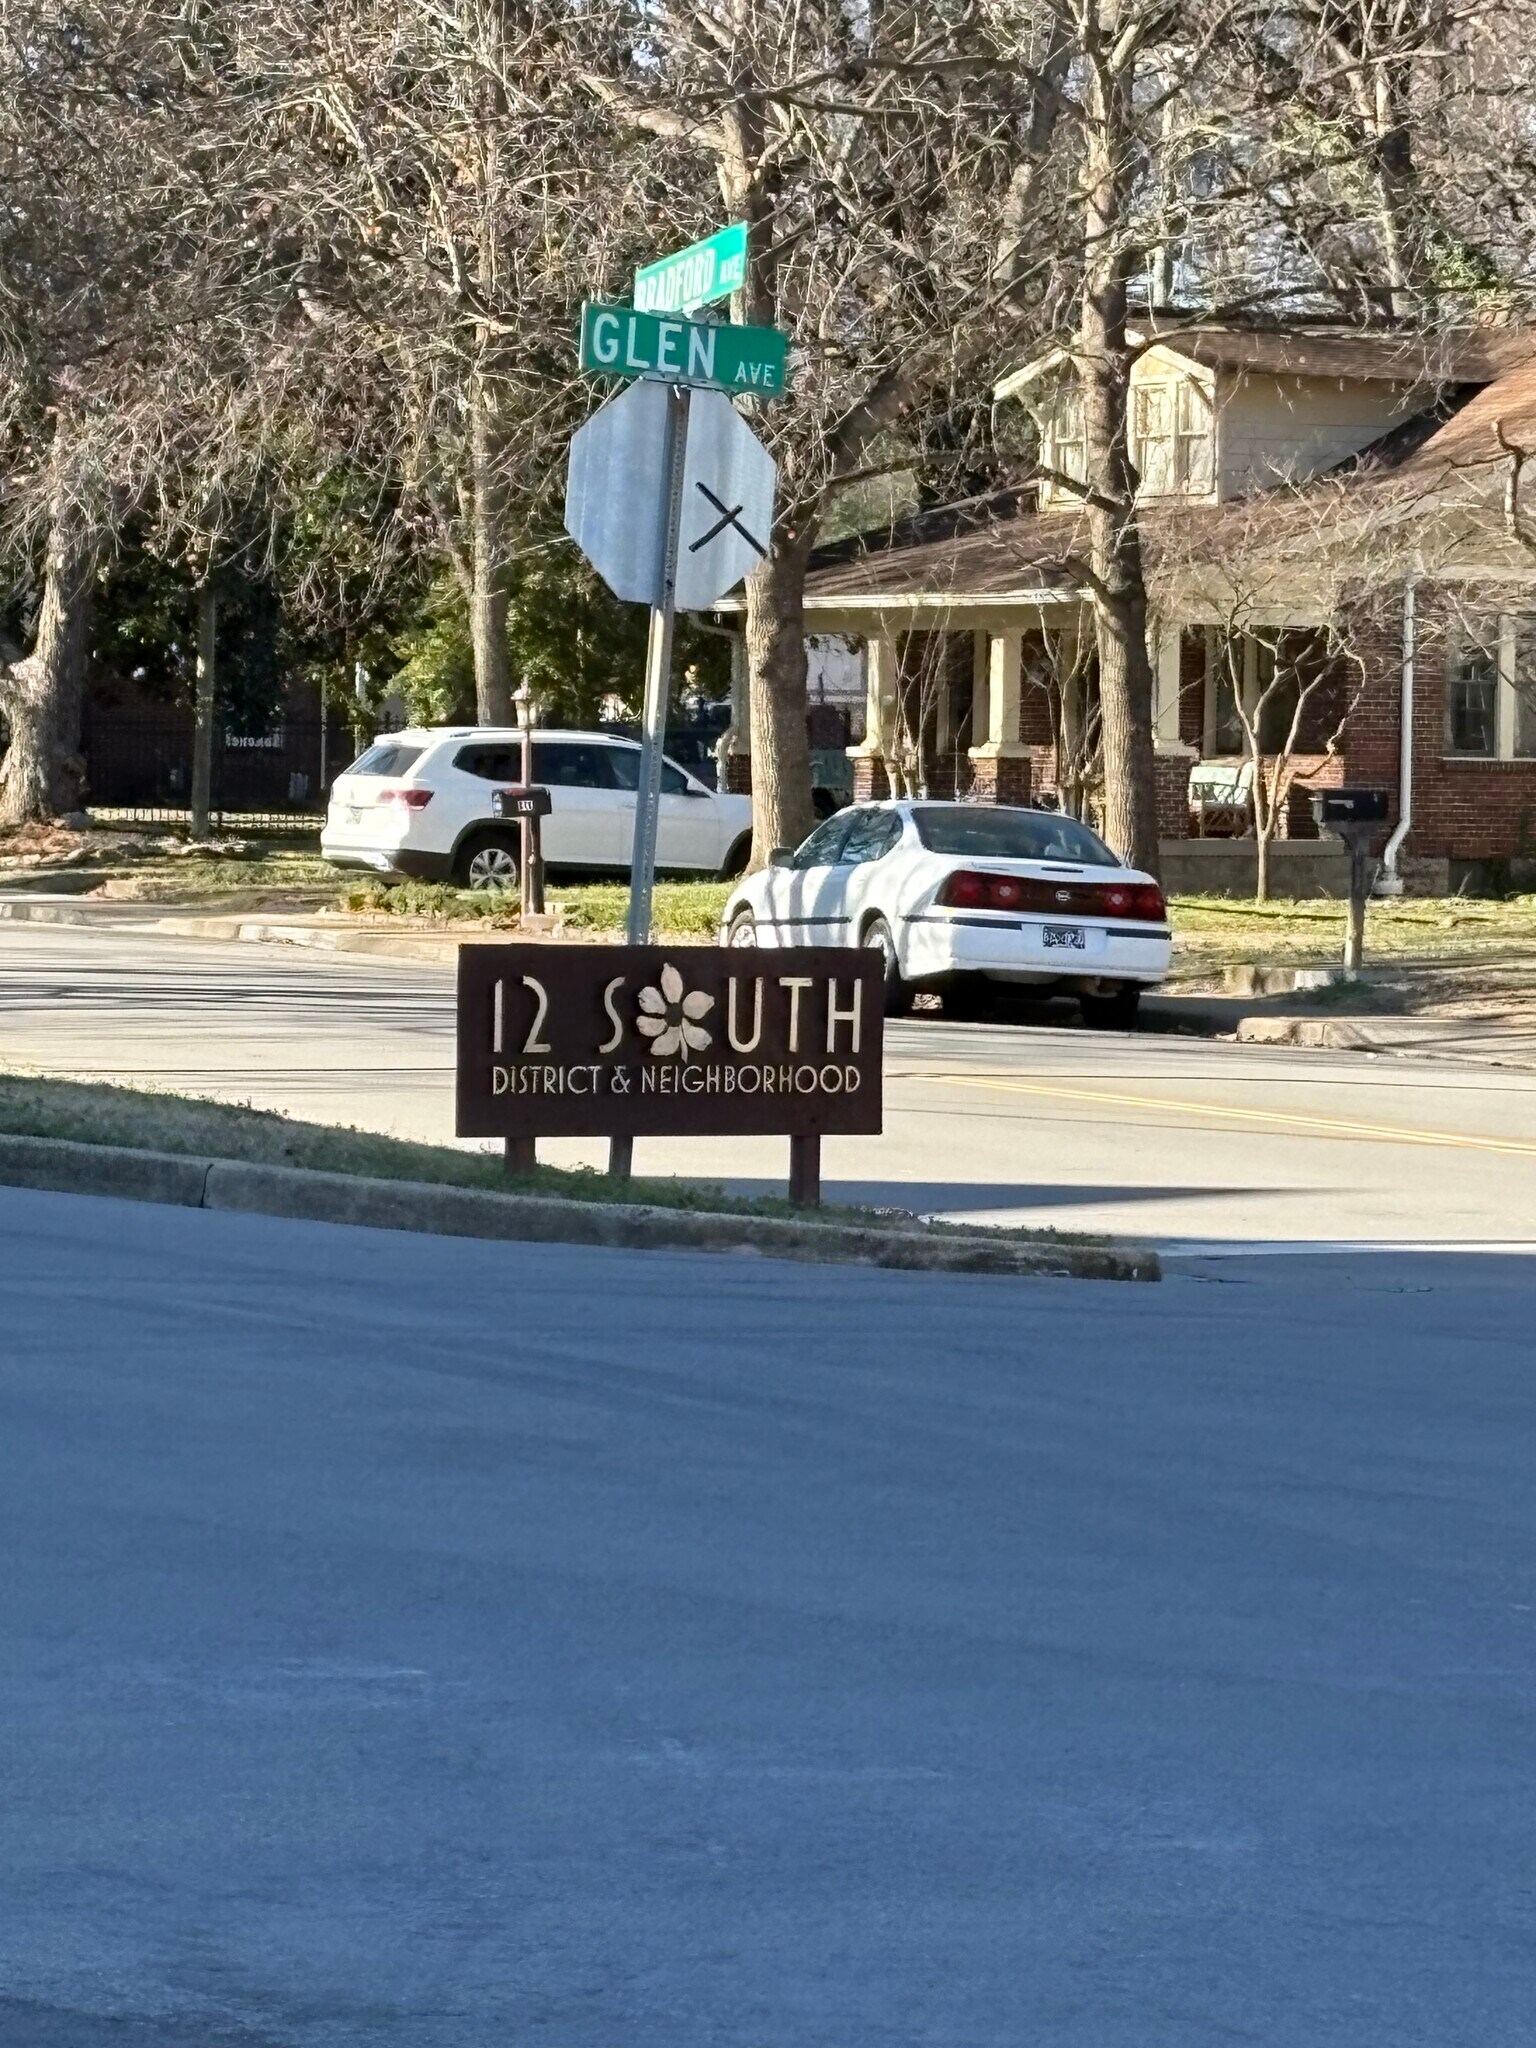 BRADFORD AVE
GLEN AVE
12 SOUTH
DISTRICT & NEIGHBORHOOD